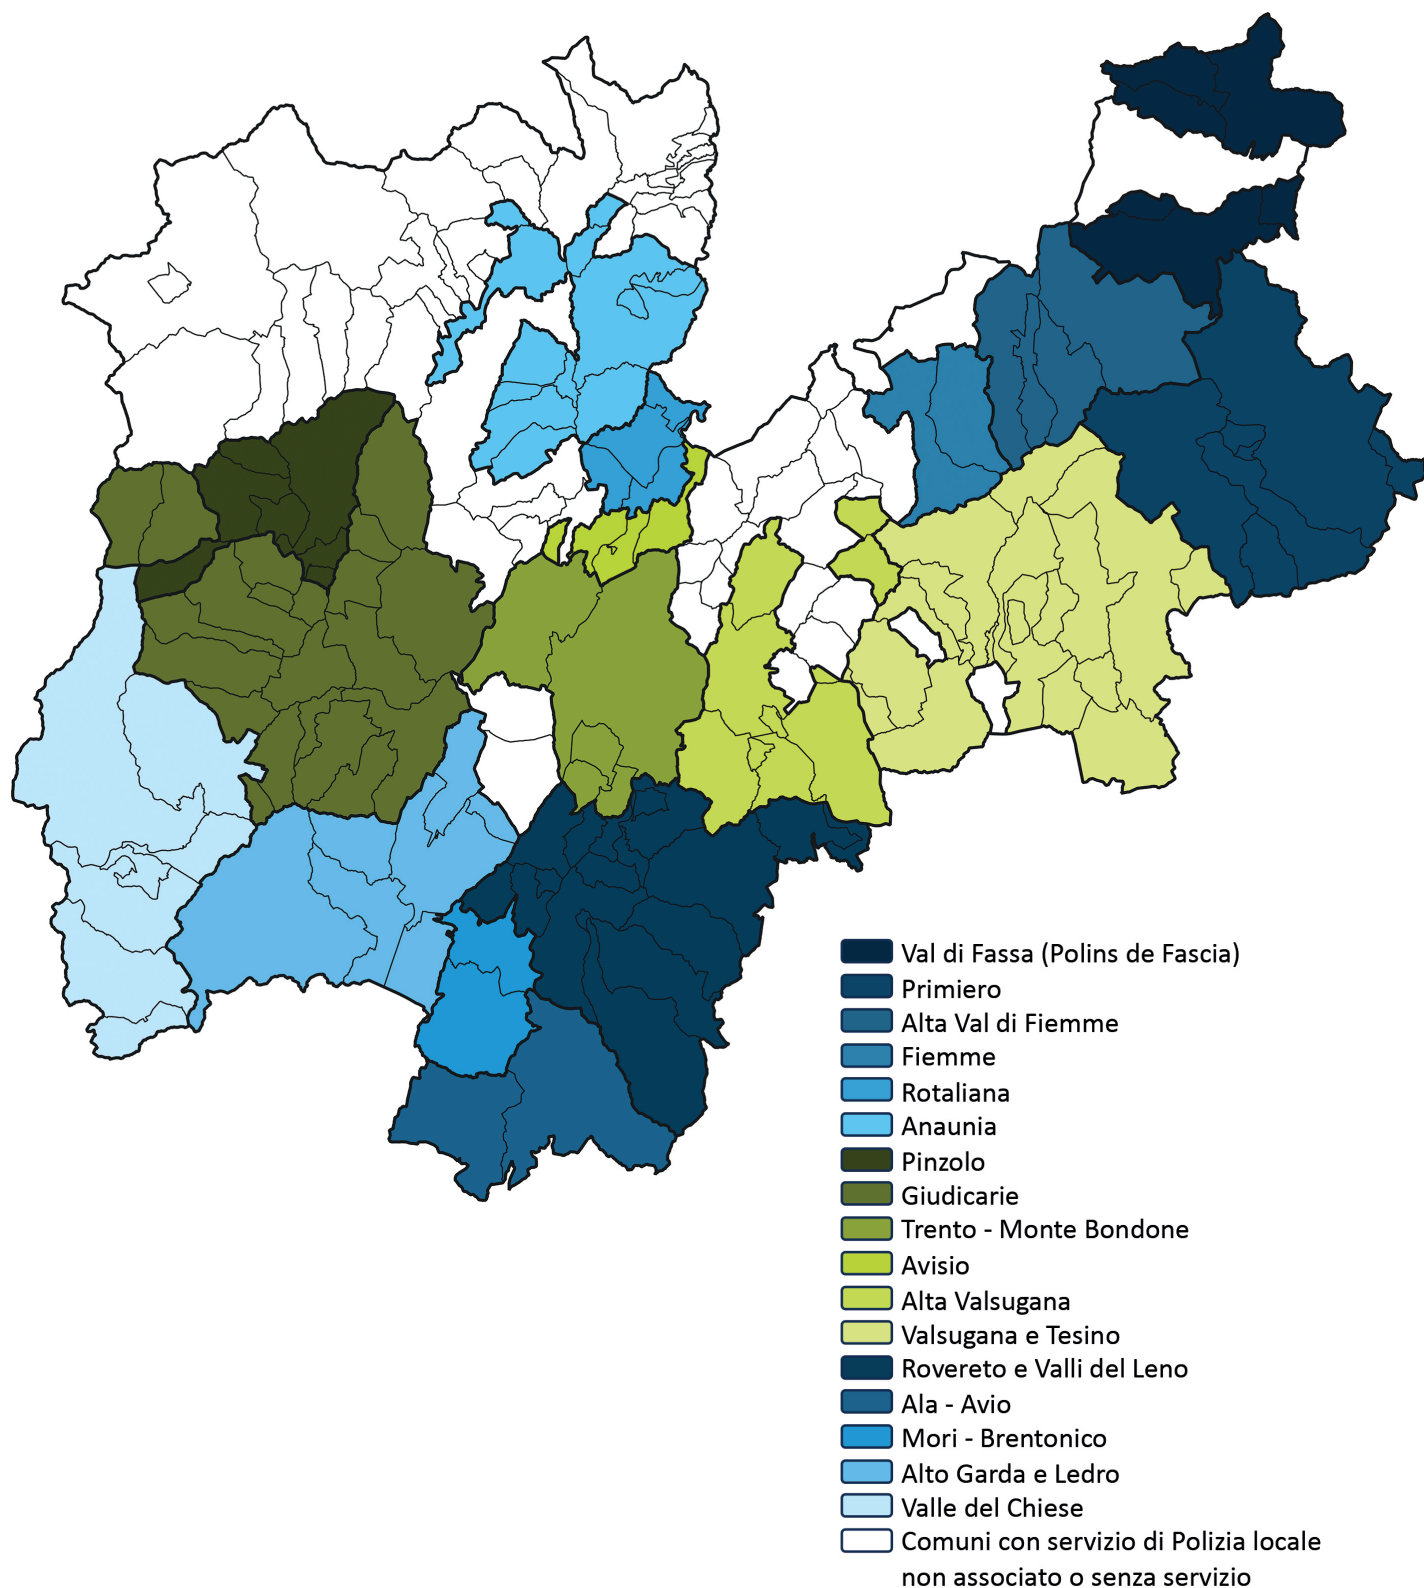 Val di Fassa (Polins de Fascia)
Primiero
Alta Val di Fiemme
Fiemme
Rotaliana
Anaunia
Pinzolo
Giudicarie
Trento - Monte Bondone
Avisio
Alta Valsugana
Valsugana e Tesino
Rovereto e Valli del Leno
Ala - Avio
Mori - Brentonico
Alto Garda e Ledro
Valle del Chiese
Comuni con servizio di Polizia locale
non associato o senza servizio